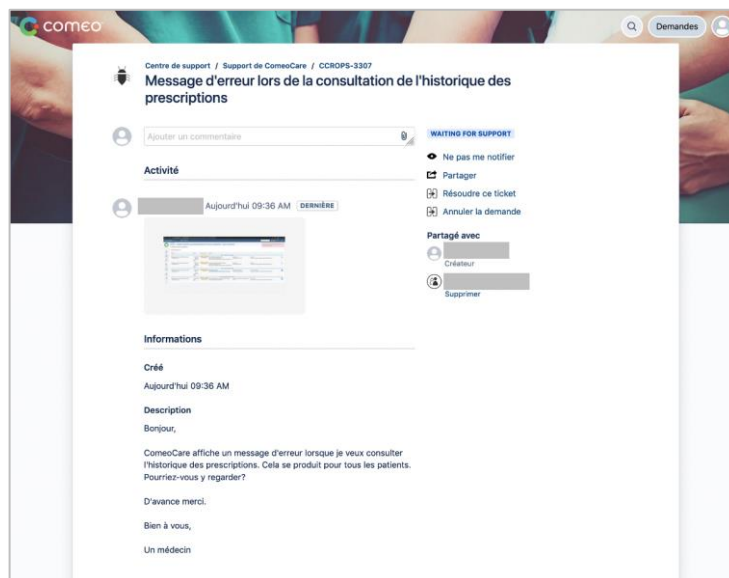 comeo
Demandes
Centre de support / Support de ComeoCare / CCROPS-3307
Message d'erreur lors de la consultation de l'historique des
prescriptions
Ajouter un commentaire
WAITING FOR SUPPORT
Ne pas me notifier
Partager
Résoudre ce ticket
Annuler la demande
Activité
Aujourd'hui 09:36 AM DERNIÈRE
Partagé avec
Créateur
Supprimer
Informations
Créé
Aujourd'hui 09:36 AM
Description
Bonjour,
ComeoCare affiche un message d'erreur lorsque je veux consulter
l'historique des prescriptions. Cela se produit pour tous les patients.
Pourriez-vous y regarder?
D'avance merci.
Bien à vous,
Un médecin